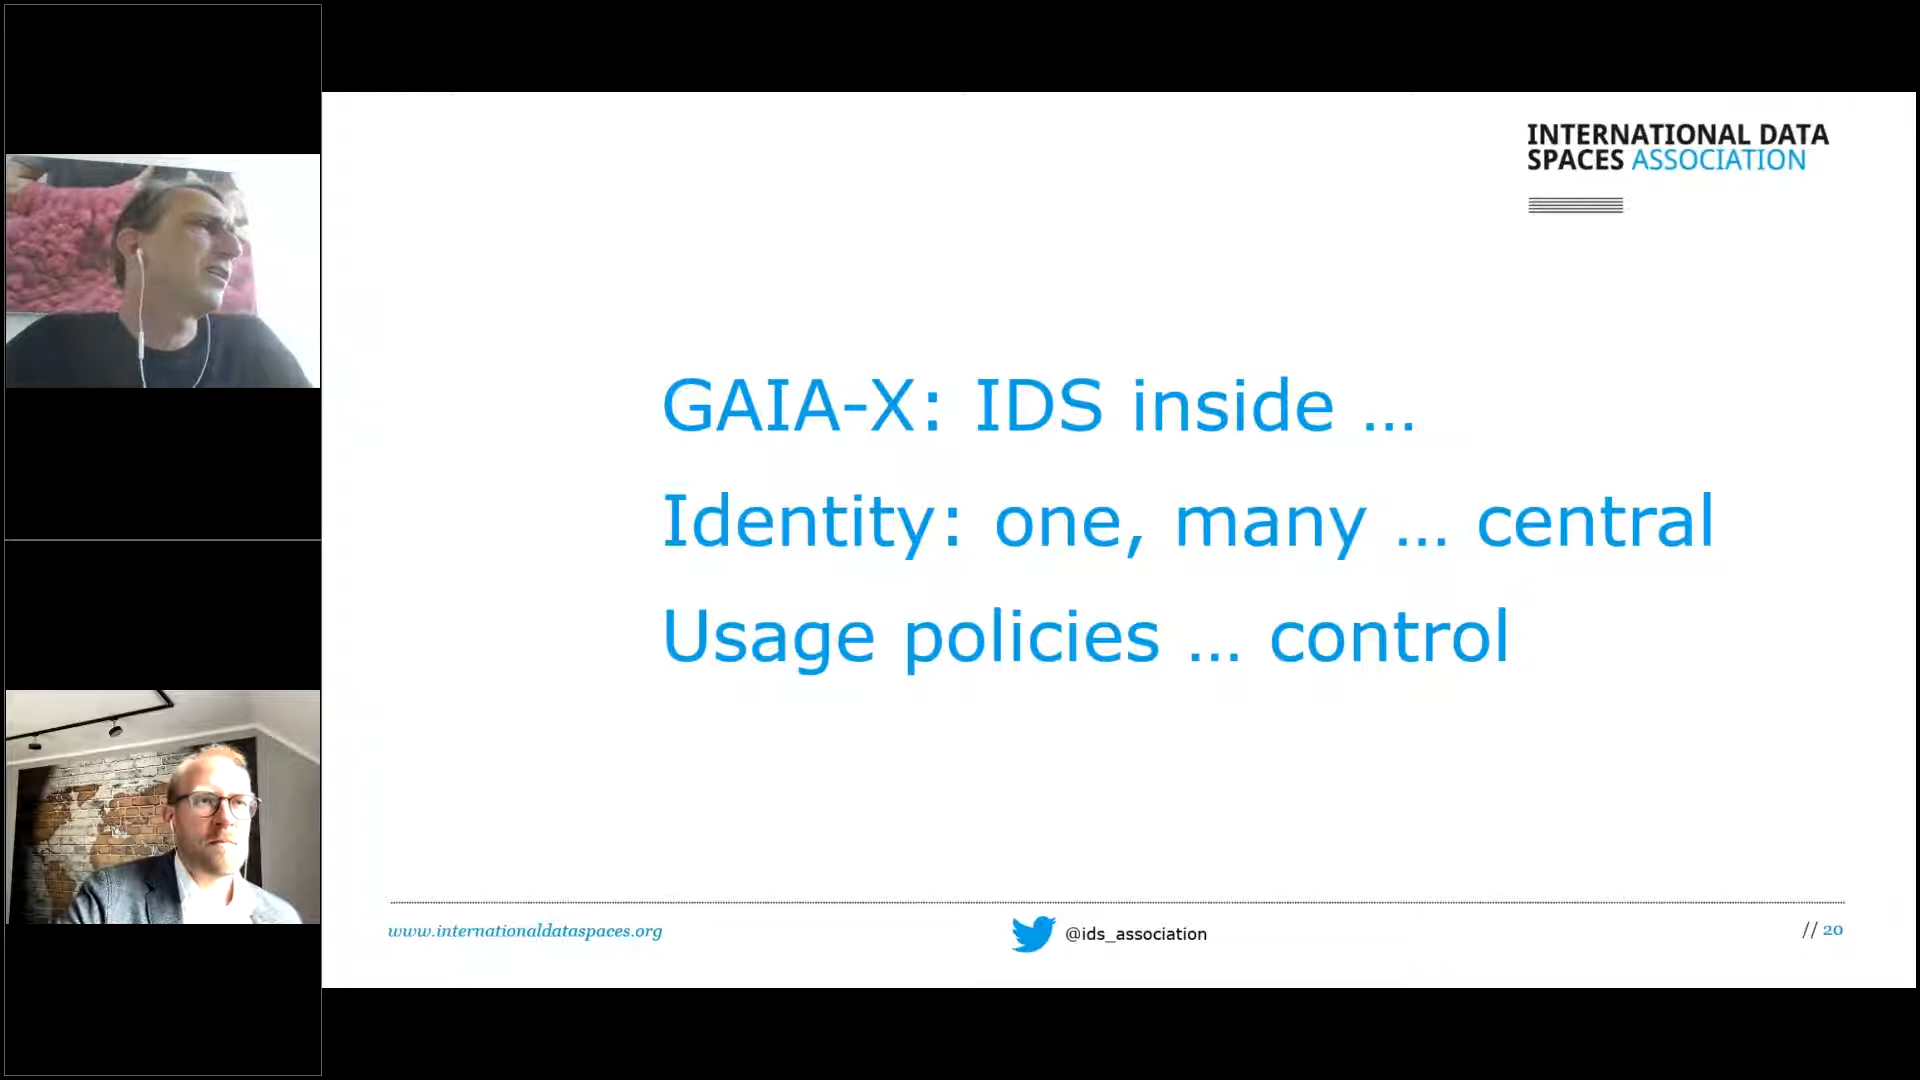 INTERNATIONAL DATA
SPACES ASSOCIATION
GAIA-X: IDS inside ...
Identity: one, many ... central
Usage policies ... control
www.internationaldataspaces.org
@ids_association
// 20